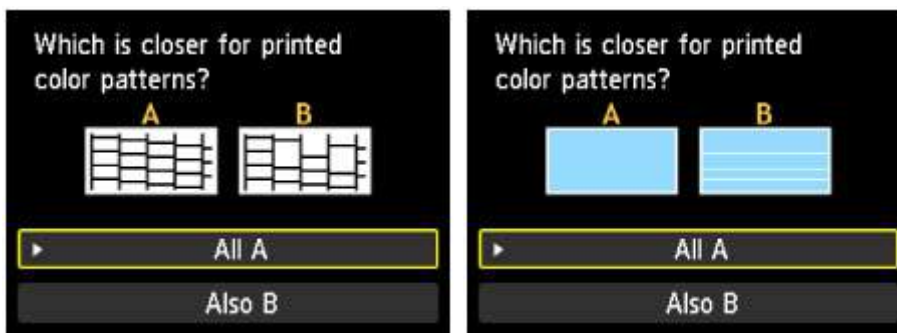 Which is closer for printed
color patterns?
A B
All A
Also B
Which is closer for printed
color patterns?
A B
All A
Also B